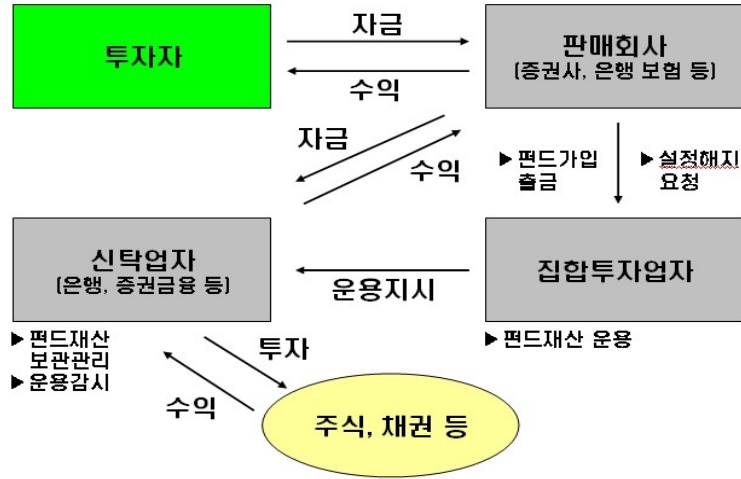 투자자
자금
수익
판매회사
(증권사, 은행 보험 등)
자금
수익
▶ 펀드가입
출금
▶ 설정해지
요청
신탁업자
(은행, 증권금융 등)
운용지시
집합투자업자
▶ 펀드재산
보관관리
▶ 운용감시
투자
수익
▶ 펀드재산 운용
주식, 채권 등